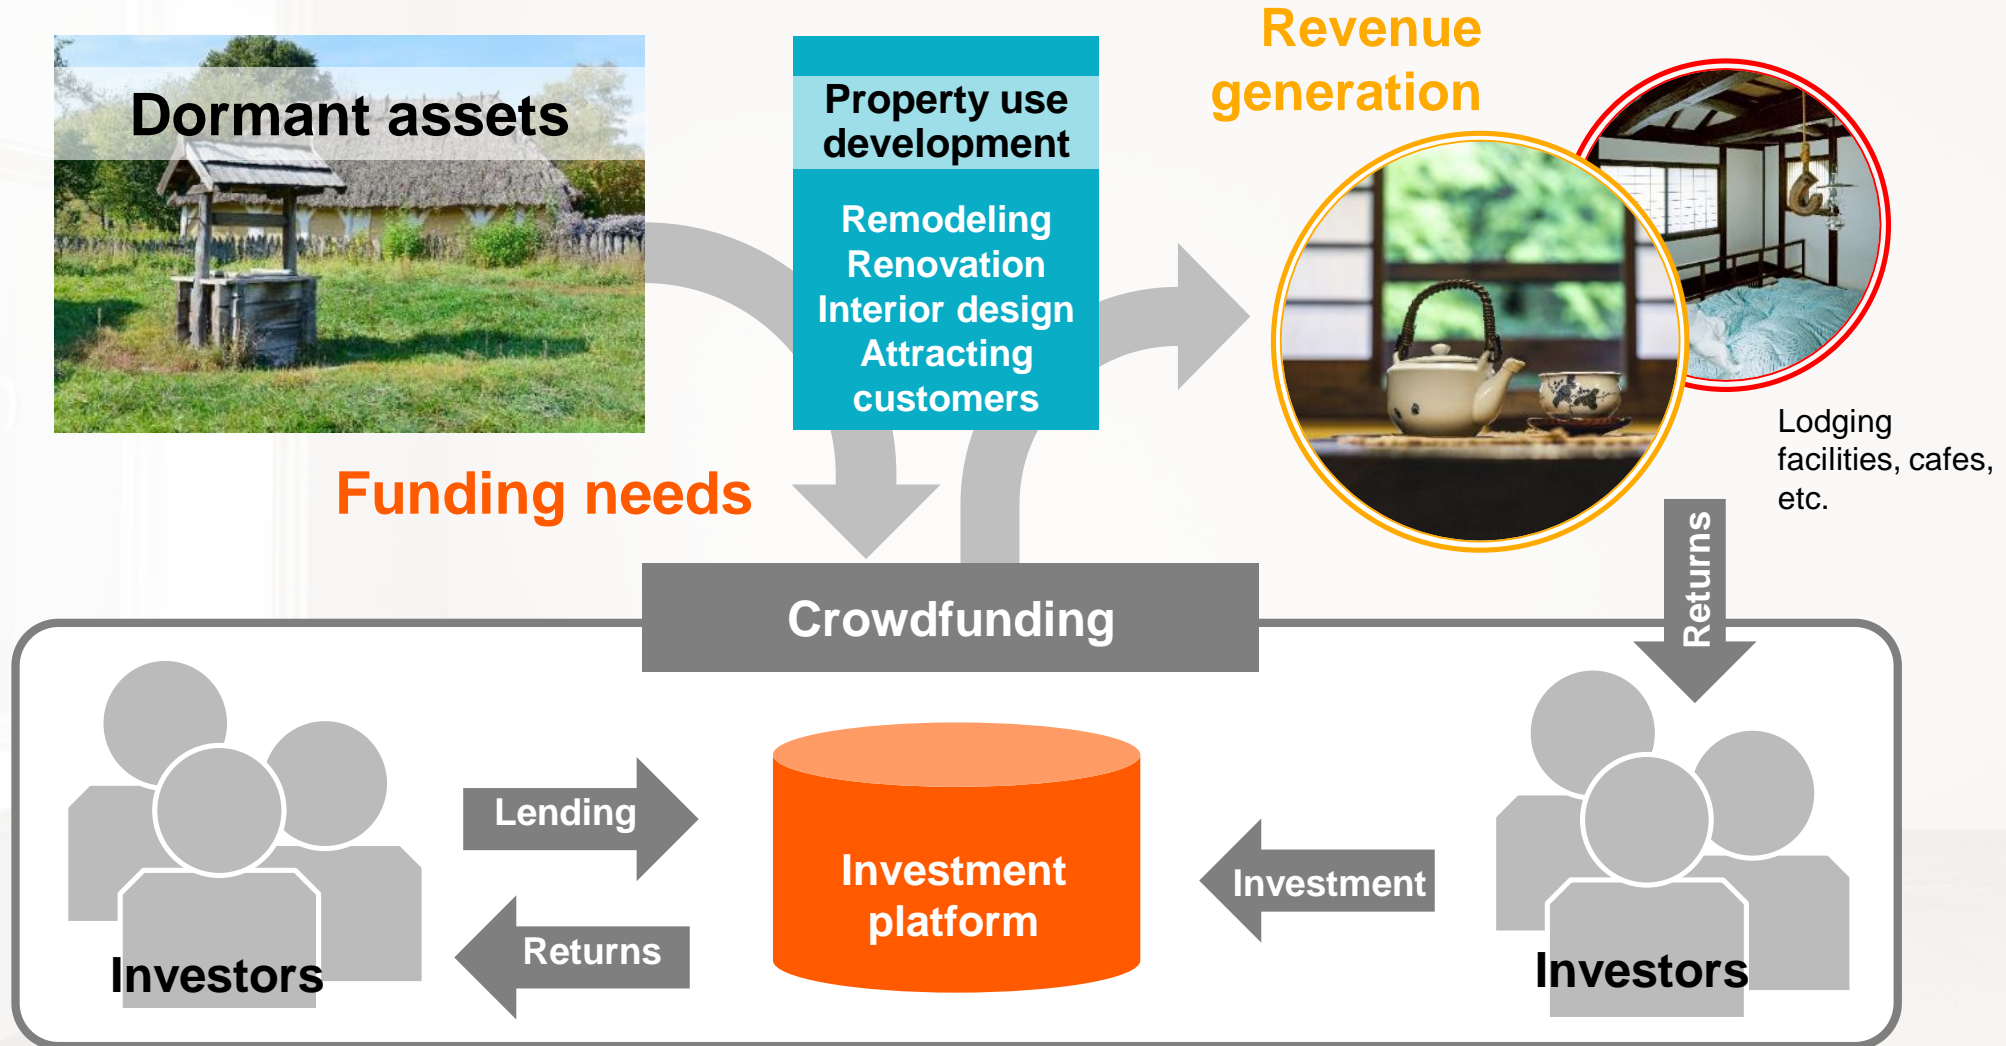 Revenue
generation
Dormant assets
Property use
development
Remodeling
Renovation
Interior design
Attracting
customers
Lodging
facilities, cafes,
etc.
Funding needs
Returns
Crowdfunding
Lending
Investment
platform
Investment
Returns
Investors
Investors